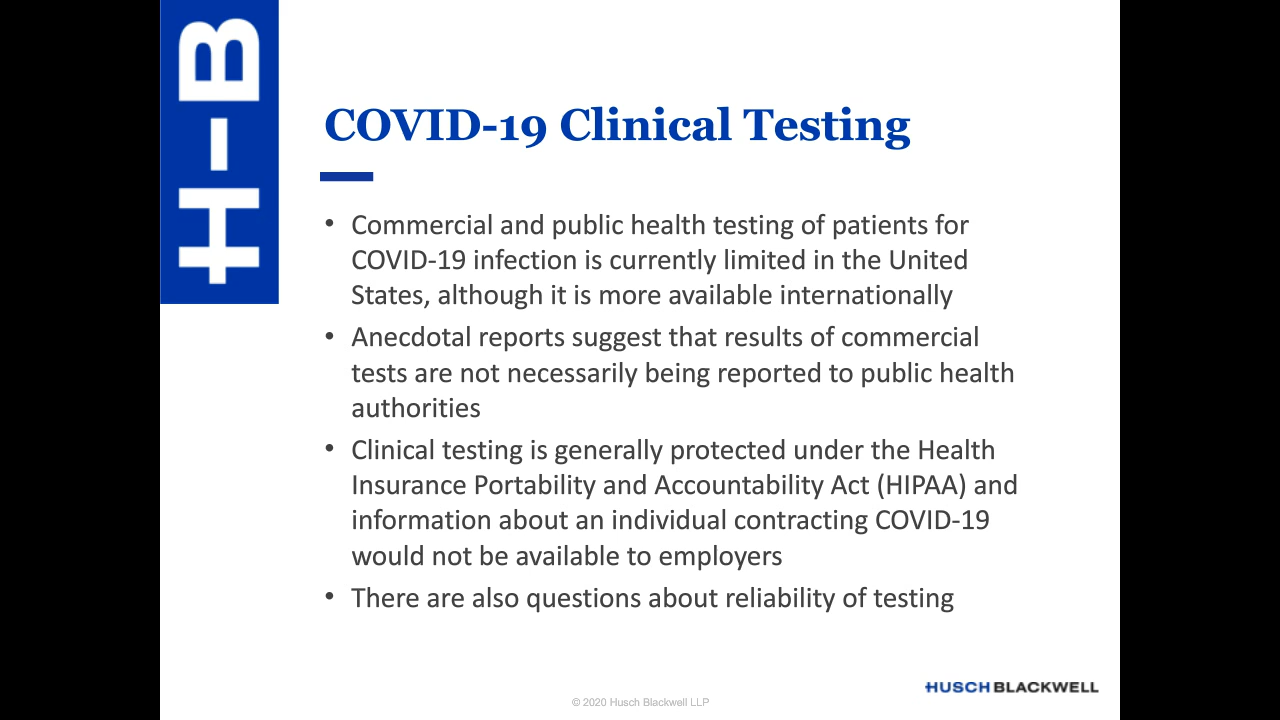 H-B
COVID-19 Clinical Testing
• Commercial and public health testing of patients for
COVID-19 infection is currently limited in the United
States, although it is more available internationally
• Anecdotal reports suggest that results of commercial
tests are not necessarily being reported to public health
authorities
• Clinical testing is generally protected under the Health
Insurance Portability and Accountability Act (HIPAA) and
information about an individual contracting COVID-19
would not be available to employers
• There are also questions about reliability of testing
HUSCH BLACKWELL
© 2020 Husch Blackwell LLP